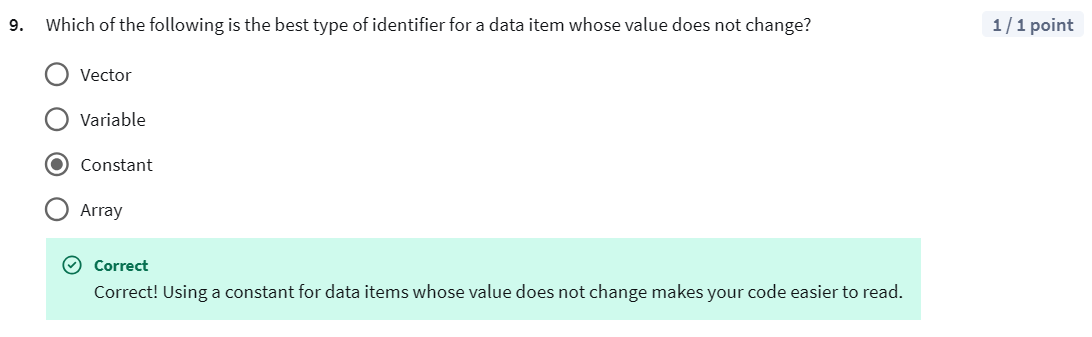 9. Which of the following is the best type of identifier for a data item whose value does not change? 1 / 1 point
Vector
Variable
Constant
Array
Correct
Correct! Using a constant for data items whose value does not change makes your code easier to read.